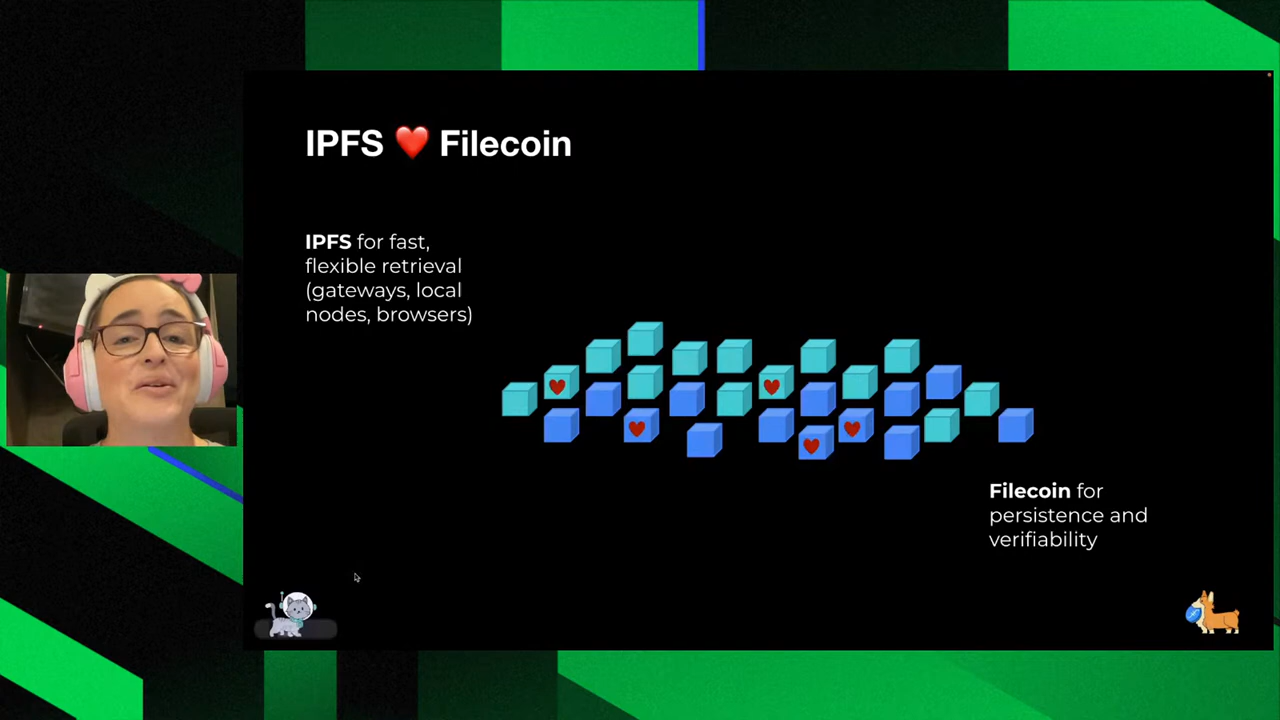 IPFS ❤️ Filecoin
IPFS for fast,
flexible retrieval
(gateways, local
nodes, browsers)
Filecoin for
persistence and
verifiability